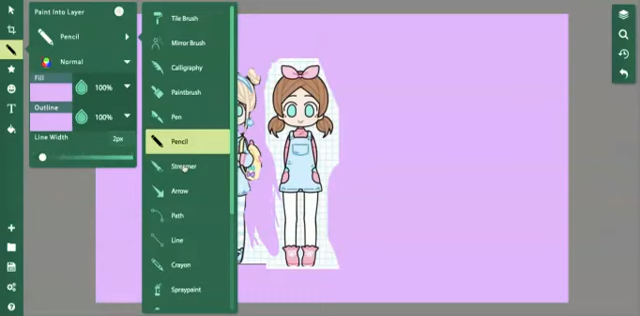 Paint Into Layer
Pencil
Normal
Fill
100%
Outline
100%
Line Width
2px
Tile Brush
Mirror Brush
Calligraphy
Paintbrush
Pen
Pencil
Streamer
Arrow
Path
Line
Crayon
Spraypaint
T